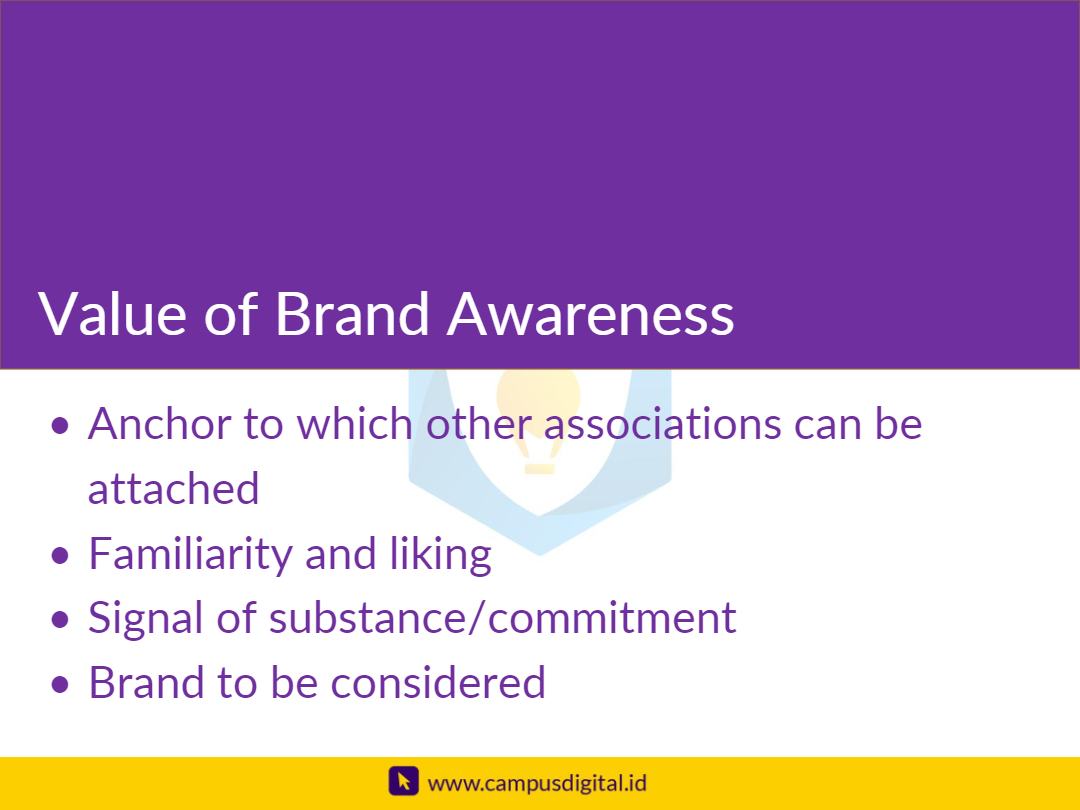 Value of Brand Awareness
• Anchor to which other associations can be
attached
• Familiarity and liking
• Signal of substance/commitment
• Brand to be considered
www.campusdigital.id